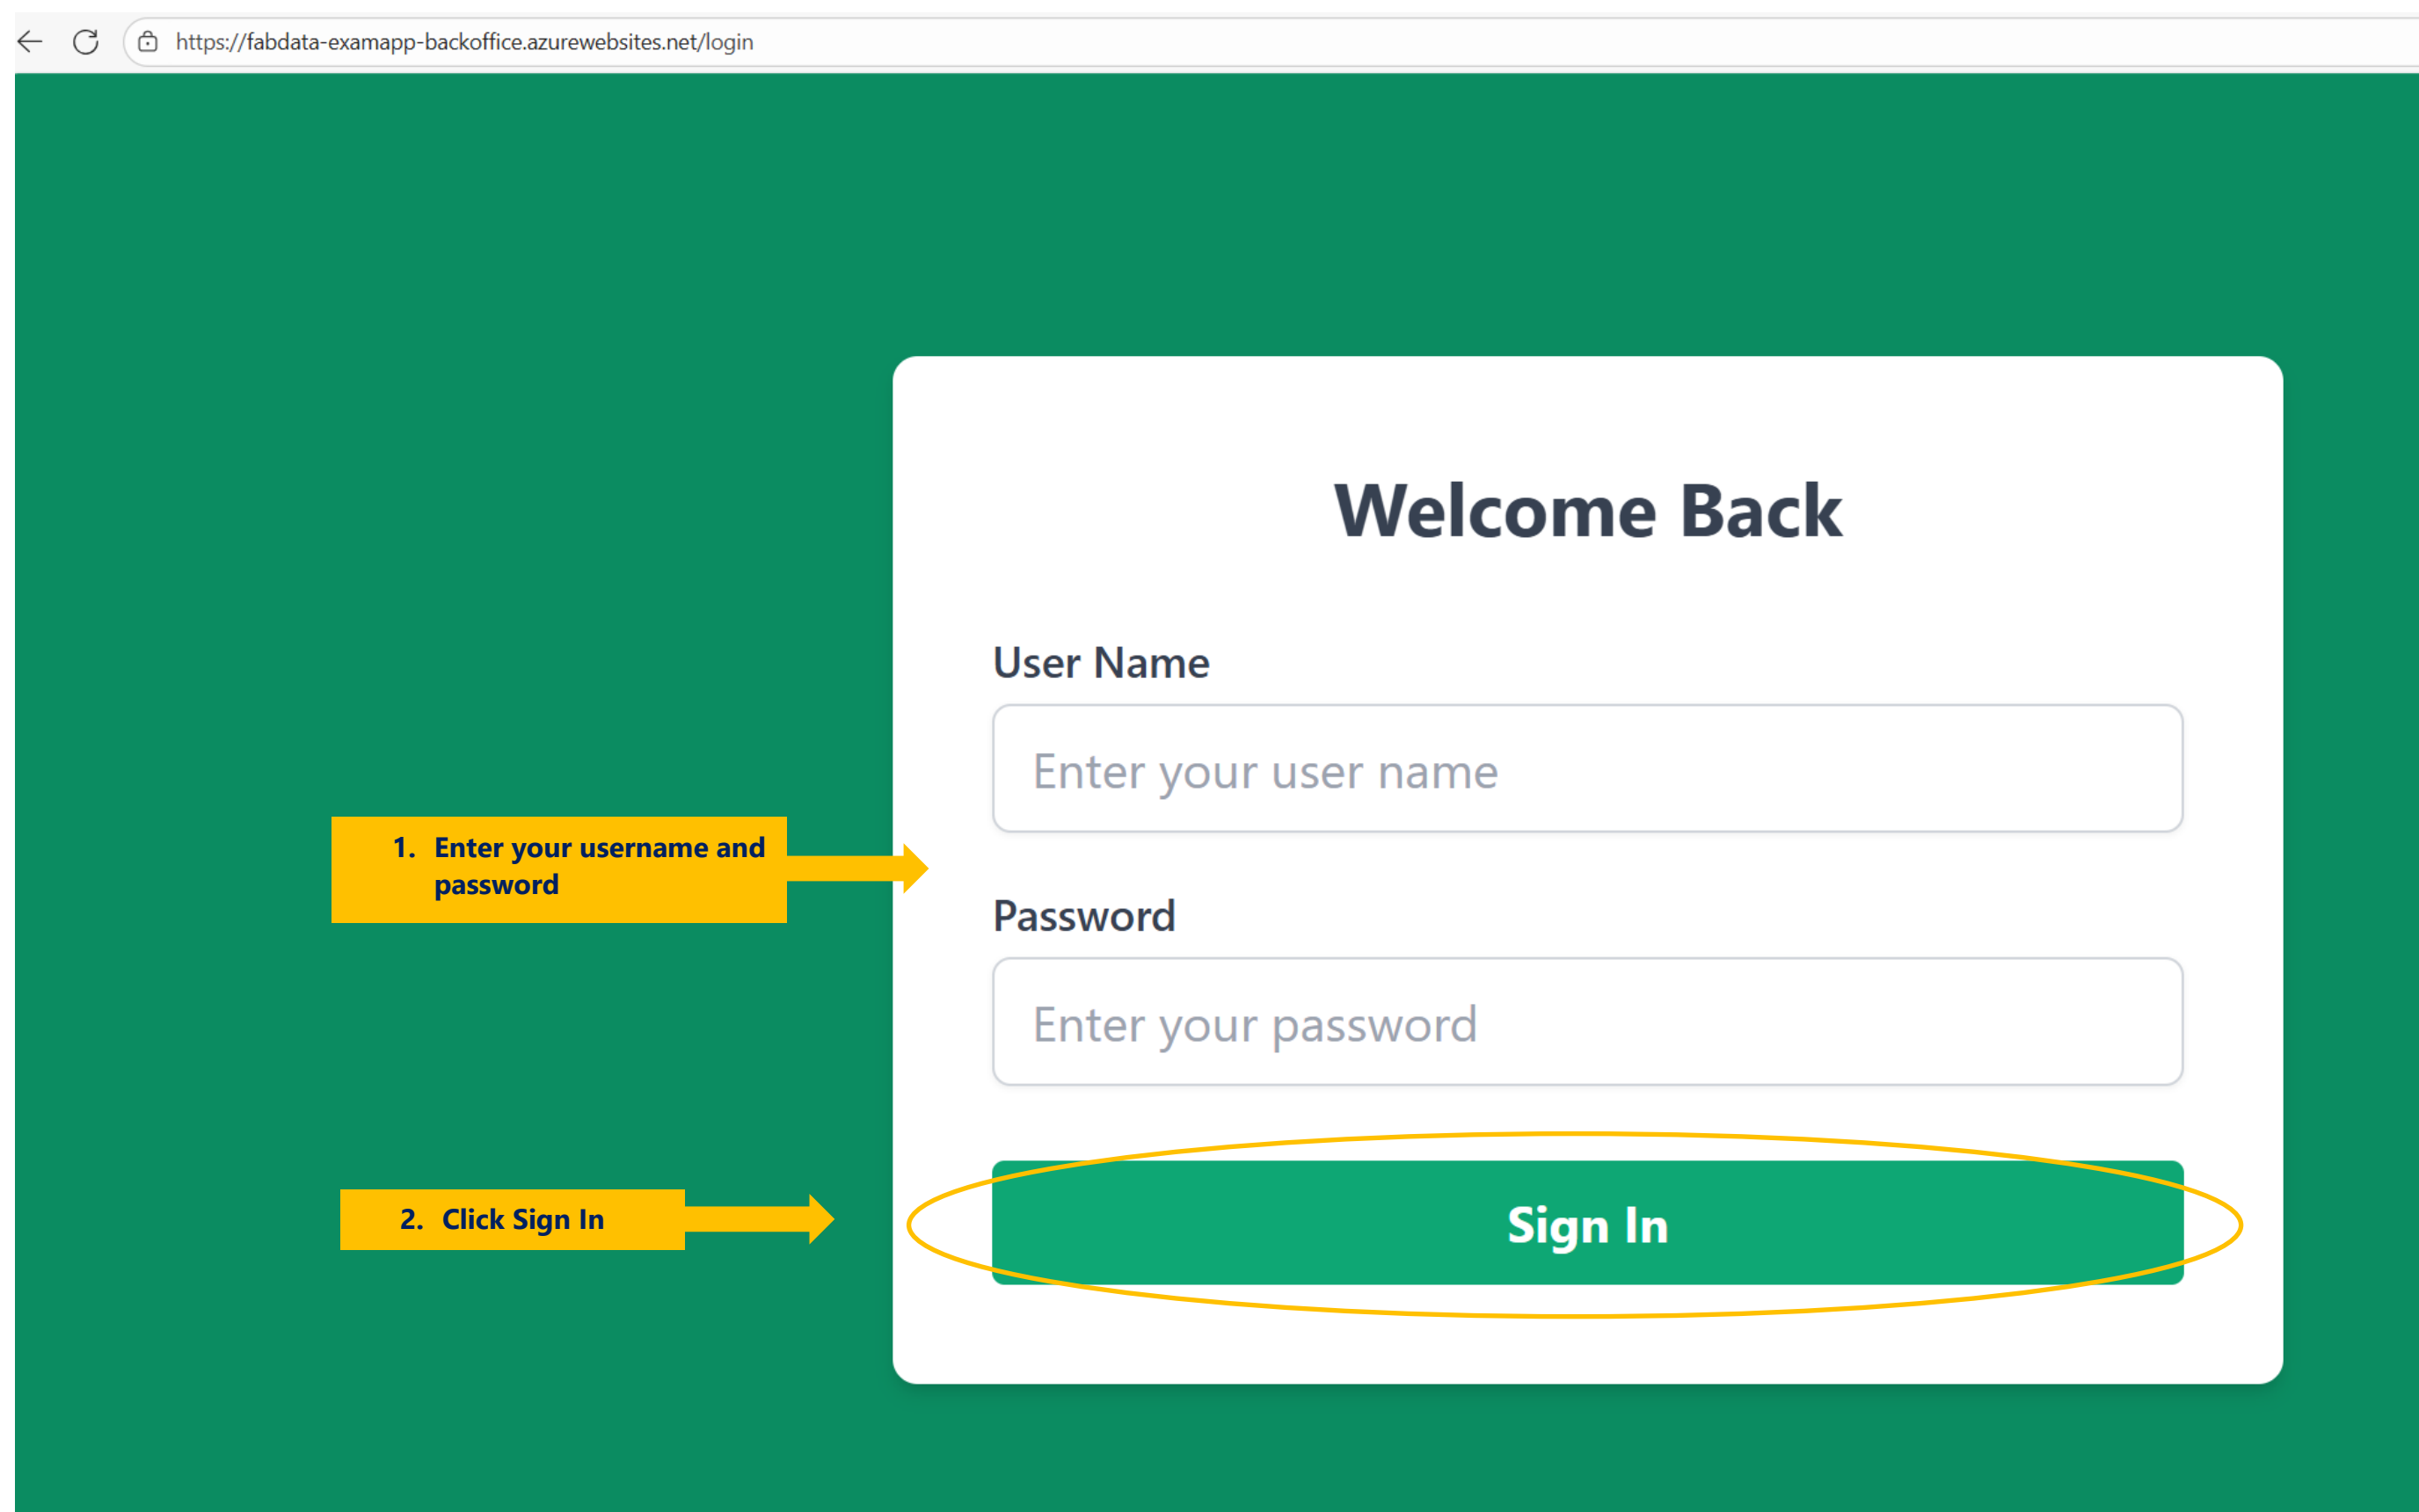 https://fabdata-examapp-backoffice.azurewebsites.net/login
Welcome Back
User Name
Enter your user name
1. Enter your username and
password
Password
Enter your password
2. Click Sign In
Sign In